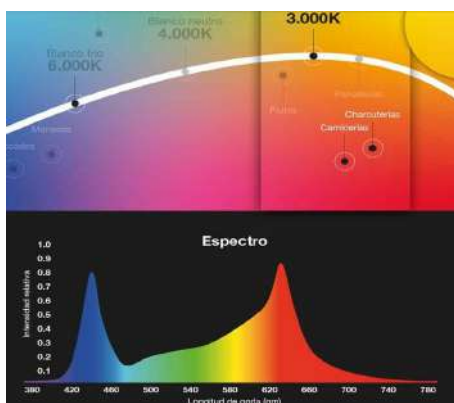 Blanco frio
6.000K
Blanco neutro
4.000K
3.000K
Mariscos
Frutas
Panaderías
Charcuterías
Carnicerías
Espectro
Intensidad relativa
1.0
0.9
0.8
0.7
0.6
0.5
0.4
0.3
0.2
0.1
380 420 460 500 540 580 620 660 700 740 780
Longitud de onda (nm)